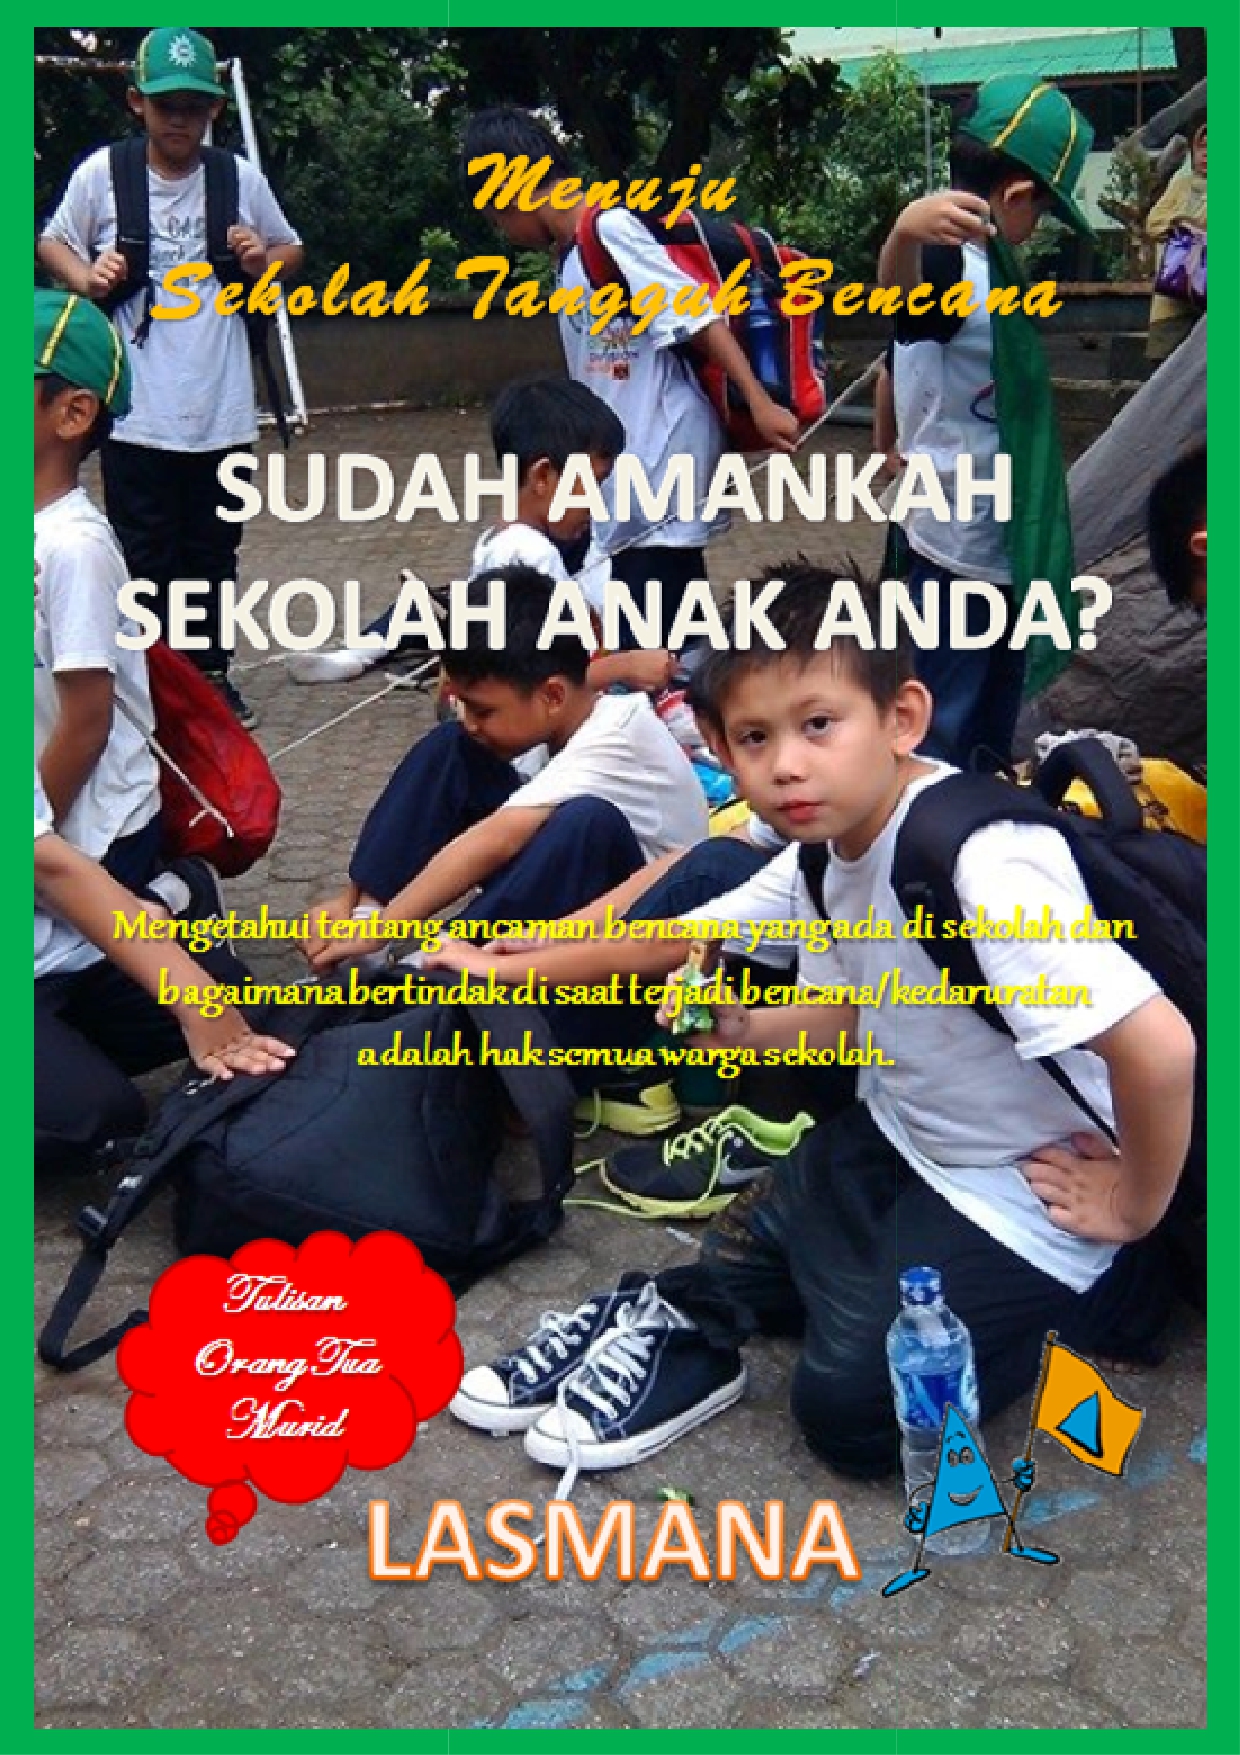 Menuju
Sekolah Tangguh Bencana
SUDAH AMANKAH
SEKOLAH ANAK ANDA?
Mengetahui tentang ancaman bencana yang ada di sekolah dan
bagaimana bertindak di saat terjadi bencana/kedaruratan
adalah hak semua warga sekolah.
Tulisan
Orang Tua
Murid
LASMANA